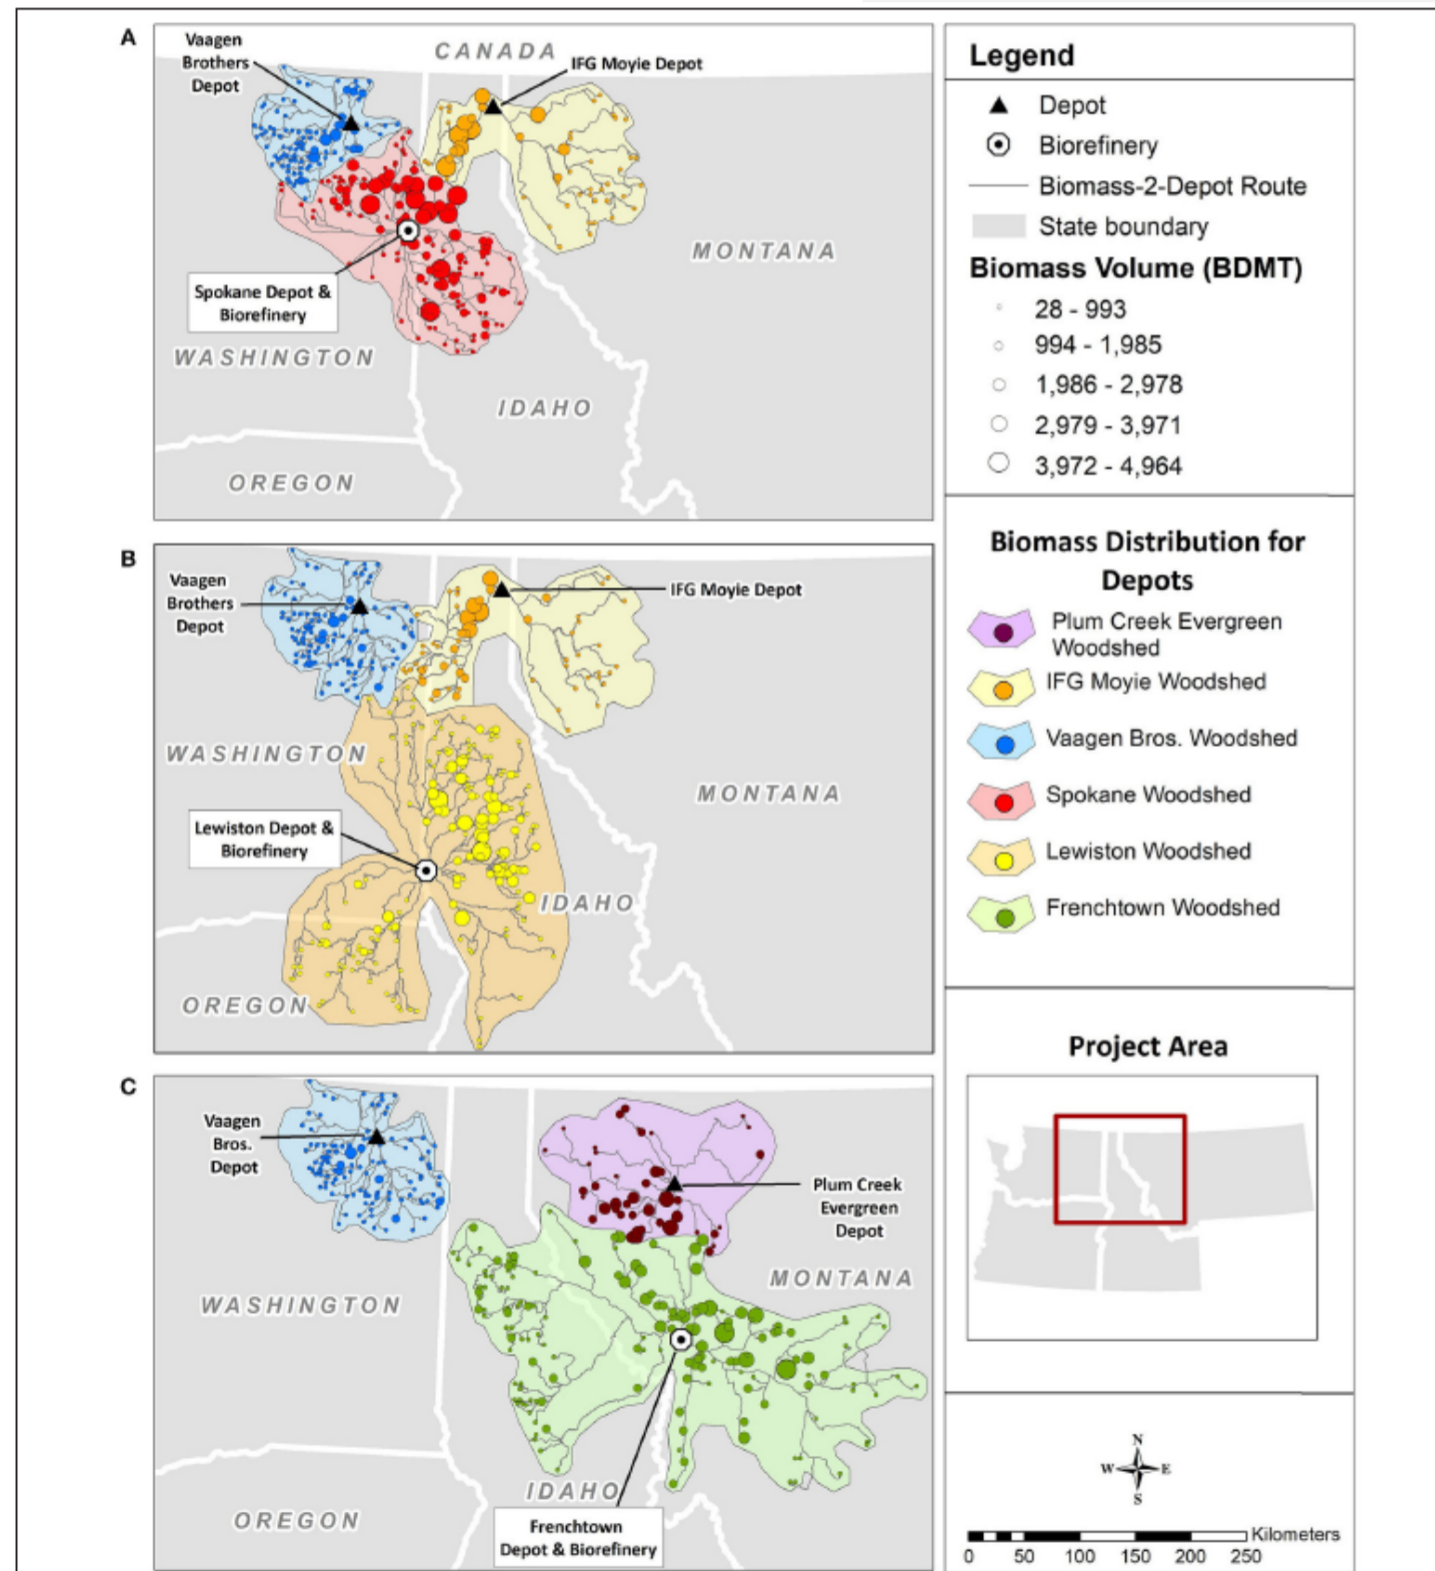 A
CANADA
Vaagen
Brothers
Depot
IFG Moyie Depot
MONTANA
Spokane Depot &
Biorefinery
WASHINGTON
IDAHO
OREGON
B
Vaagen
Brothers
Depot
IFG Moyie Depot
WASHINGTON
MONTANA
Lewiston Depot &
Biorefinery
IDAHO
OREGON
C
Vaagen
Bros.
Depot
Plum Creek
Evergreen
Depot
MONTANA
WASHINGTON
IDAHO
OREGON
Frenchtown
Depot & Biorefinery
Legend
Depot
Biorefinery
Biomass-2-Depot Route
State boundary
Biomass Volume (BDMT)
28 - 993
994 - 1,985
1,986 - 2,978
2,979 - 3,971
3,972 - 4,964
Biomass Distribution for
Depots
Plum Creek Evergreen
Woodshed
IFG Moyie Woodshed
Vaagen Bros. Woodshed
Spokane Woodshed
Lewiston Woodshed
Frenchtown Woodshed
Project Area
N
W E
S
Kilometers
0 50 100 150 200 250